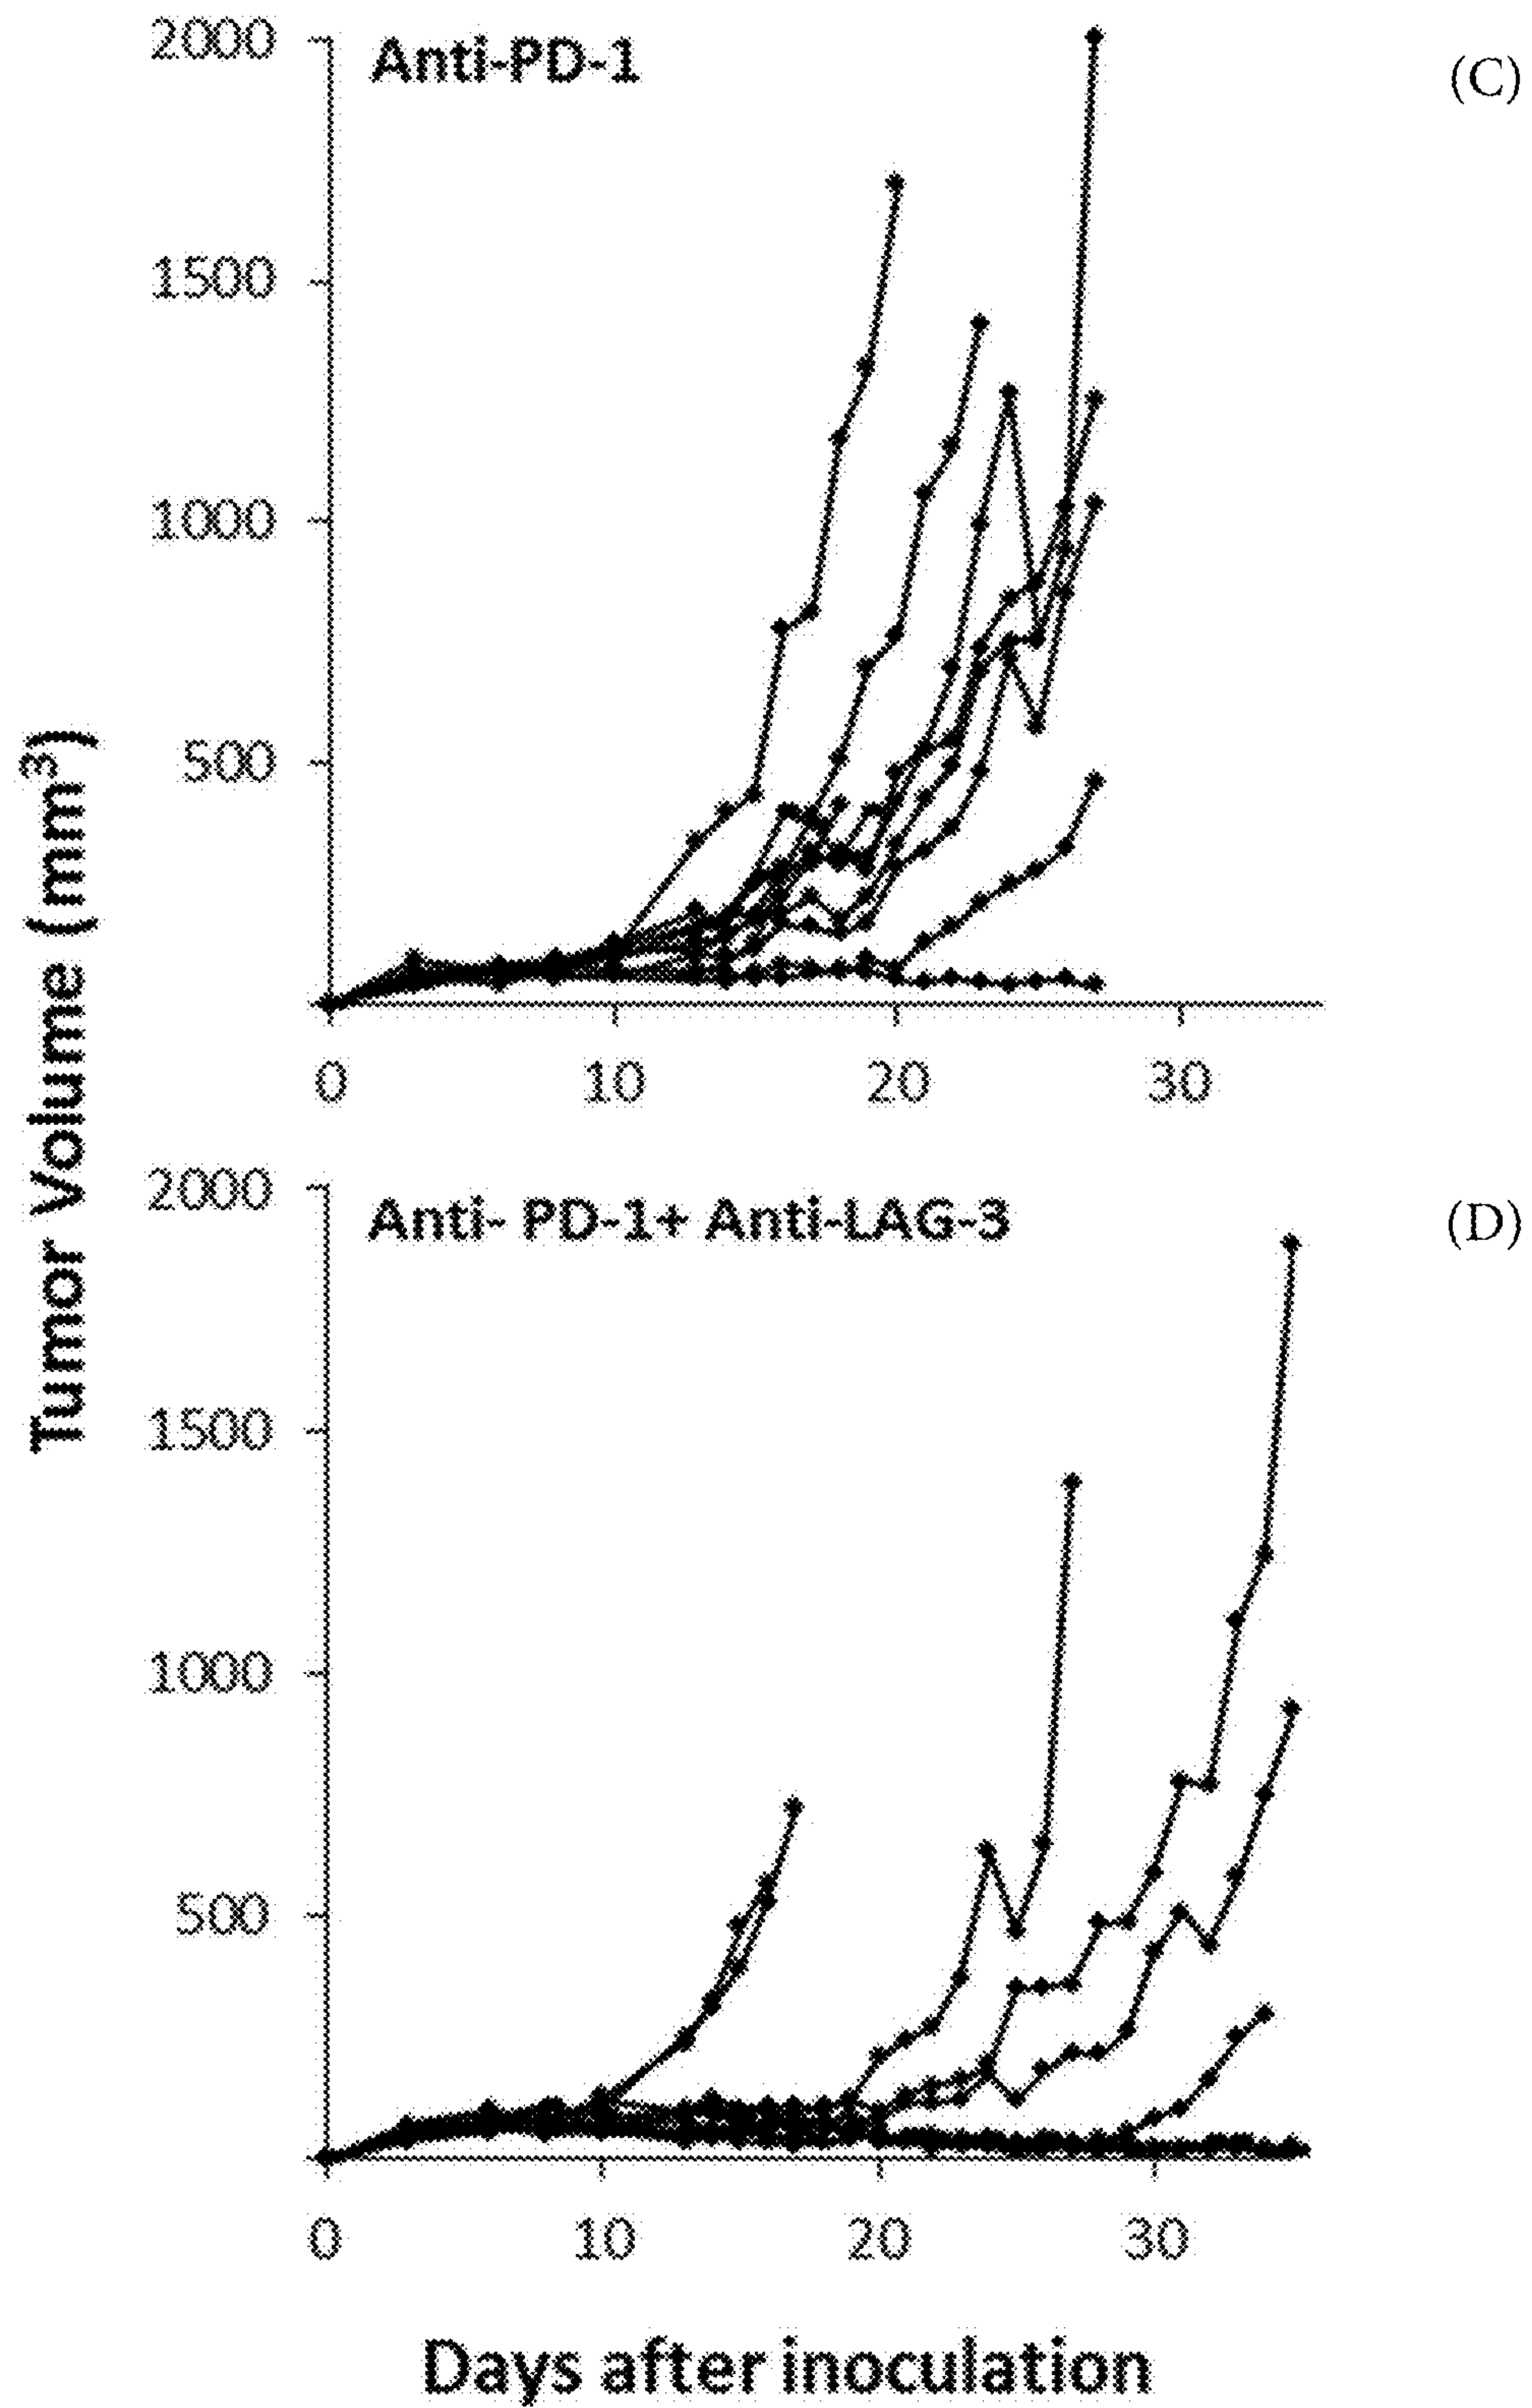 Tumor Volume (mm³)
Anti-PD-1
(C)
2000
1500
1000
500
0 10 20 30
Anti- PD-1+ Anti-LAG-3
(D)
2000
1500
1000
500
0 10 20 30
Days after inoculation